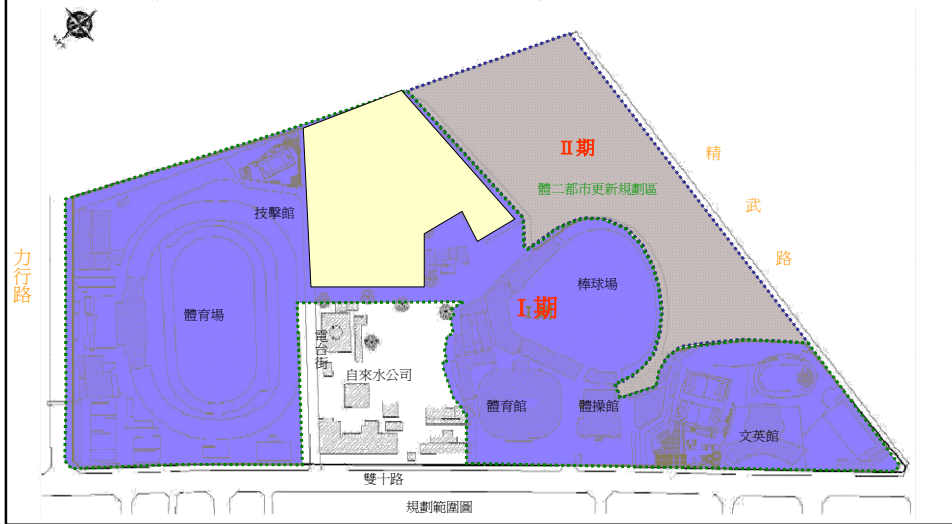 II期
體二都市更新規劃區
精武路
技擊館
力行路
棒球場
I期
體育場
電台街
自來水公司
體育館
體操館
文英館
雙十路
規劃範圍圖